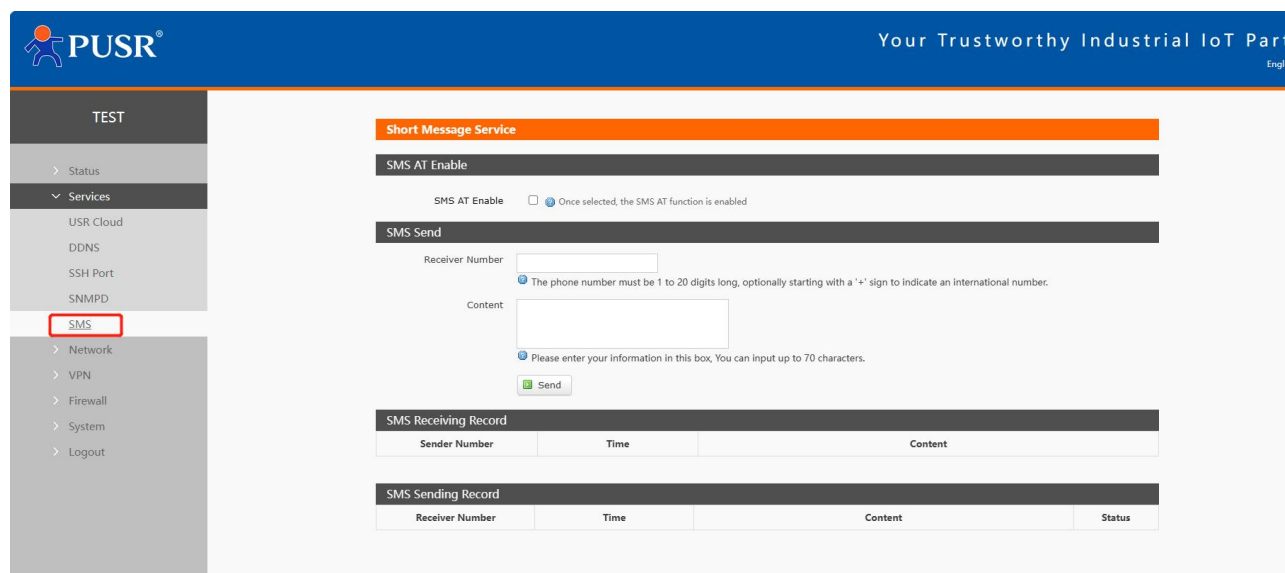 PUSR®
Your Trustworthy Industrial IoT Part
Engl
TEST
Status
Services
USR Cloud
DDNS
SSH Port
SNMPD
SMS
Network
VPN
Firewall
System
Logout
Short Message Service
SMS AT Enable
SMS AT Enable Once selected, the SMS AT function is enabled
SMS Send
Receiver Number
The phone number must be 1 to 20 digits long, optionally starting with a '+' sign to indicate an international number.
Content
Please enter your information in this box, You can input up to 70 characters.
Send
SMS Receiving Record
Sender Number Time Content
SMS Sending Record
Receiver Number Time Content Status